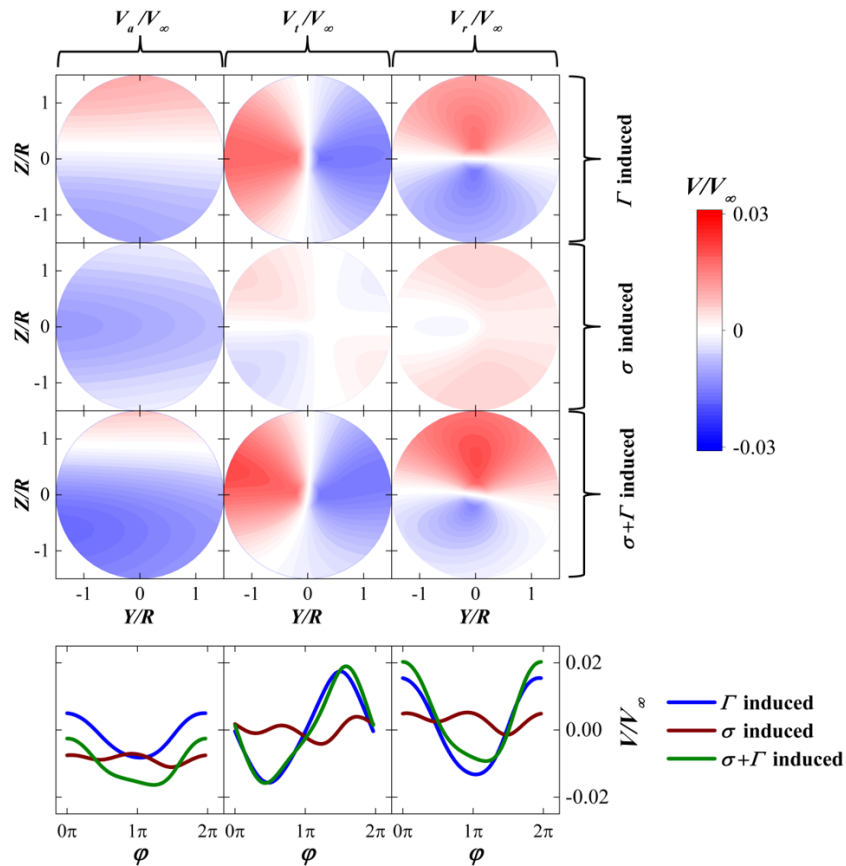 V_a/V_∞ V_t/V_∞ V_r/V_∞
1
0
-1
Z/R
Γ induced
1
0
-1
Z/R
σ induced
1
0
-1
Z/R
σ+Γ induced
-1 0 1 -1 0 1 -1 0 1
Y/R Y/R Y/R
V/V_∞
0.03
0
-0.03
0.02
0.00
-0.02
V/V_∞
0π 1π 2π 0π 1π 2π 0π 1π 2π
φ φ φ
Γ induced
σ induced
σ+Γ induced